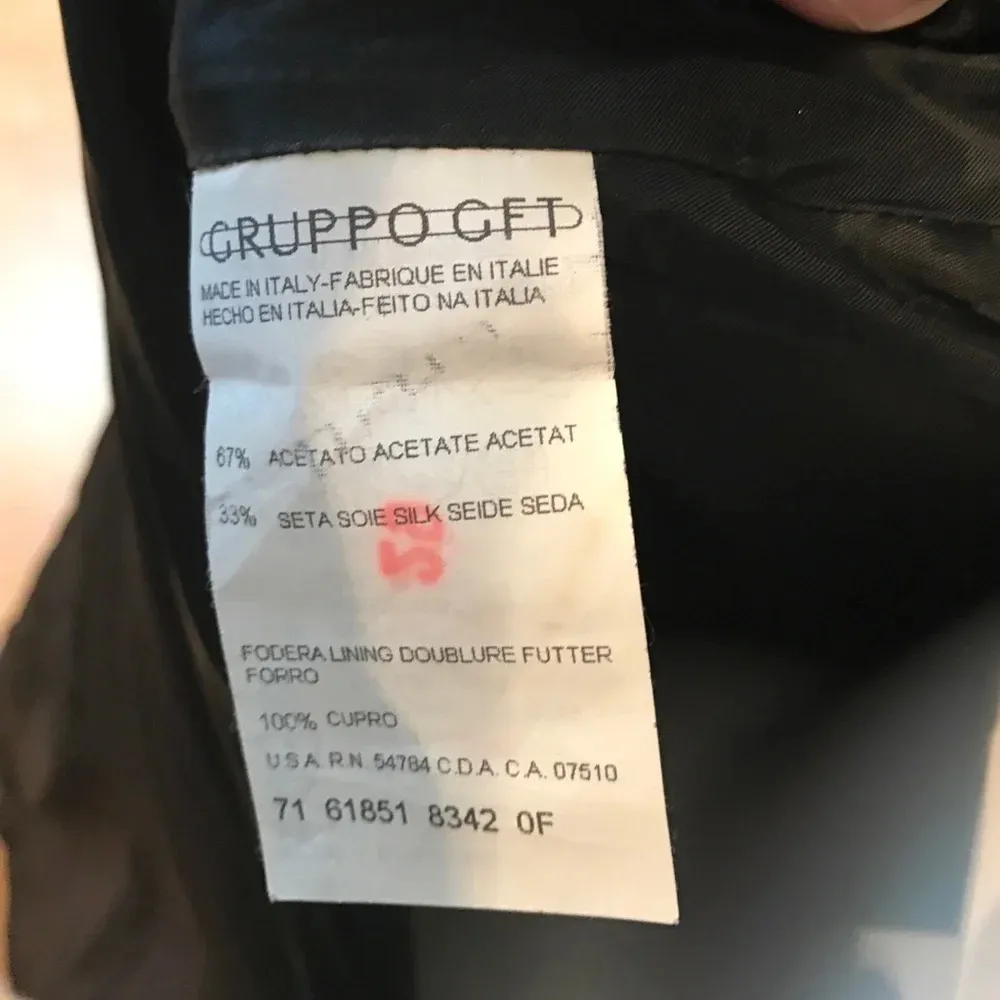 GRUPPO GFT
MADE IN ITALY-FABRIQUE EN ITALIE
HECHO EN ITALIA-FEITO NA ITALIA
67% ACETATO ACETATE ACETAT
33% SETA SOIE SILK SEIDE SEDA
FODERA LINING DOUBLURE FUTTER
FORRO
100% CUPRO
U S A. R.N. 54784 C.D.A. C.A. 07510
71 61851 8342 0F